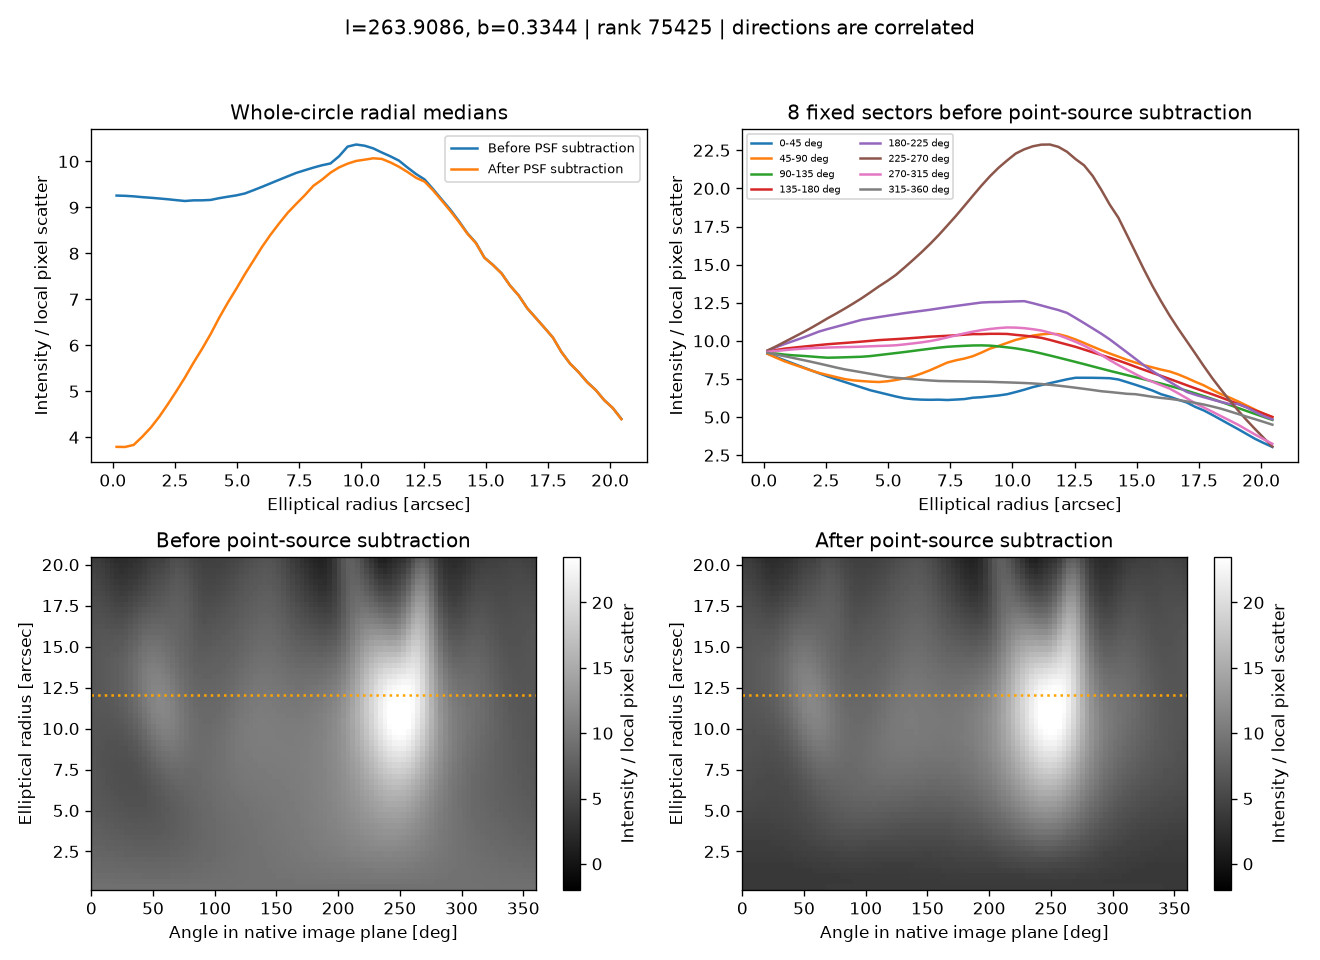 l=263.9086, b=0.3344 | rank 75425 | directions are correlated
Whole-circle radial medians
Intensity / local pixel scatter
10
9
8
7
6
5
4
Before PSF subtraction
After PSF subtraction
0.0 2.5 5.0 7.5 10.0 12.5 15.0 17.5 20.0
Elliptical radius [arcsec]
8 fixed sectors before point-source subtraction
Intensity / local pixel scatter
22.5
20.0
17.5
15.0
12.5
10.0
7.5
5.0
2.5
0-45 deg
45-90 deg
90-135 deg
135-180 deg
180-225 deg
225-270 deg
270-315 deg
315-360 deg
0.0 2.5 5.0 7.5 10.0 12.5 15.0 17.5 20.0
Elliptical radius [arcsec]
Before point-source subtraction
Elliptical radius [arcsec]
20.0
17.5
15.0
12.5
10.0
7.5
5.0
2.5
0 50 100 150 200 250 300 350
Angle in native image plane [deg]
20
15
10
5
0
Intensity / local pixel scatter
After point-source subtraction
Elliptical radius [arcsec]
20.0
17.5
15.0
12.5
10.0
7.5
5.0
2.5
0 50 100 150 200 250 300 350
Angle in native image plane [deg]
20
15
10
5
0
Intensity / local pixel scatter